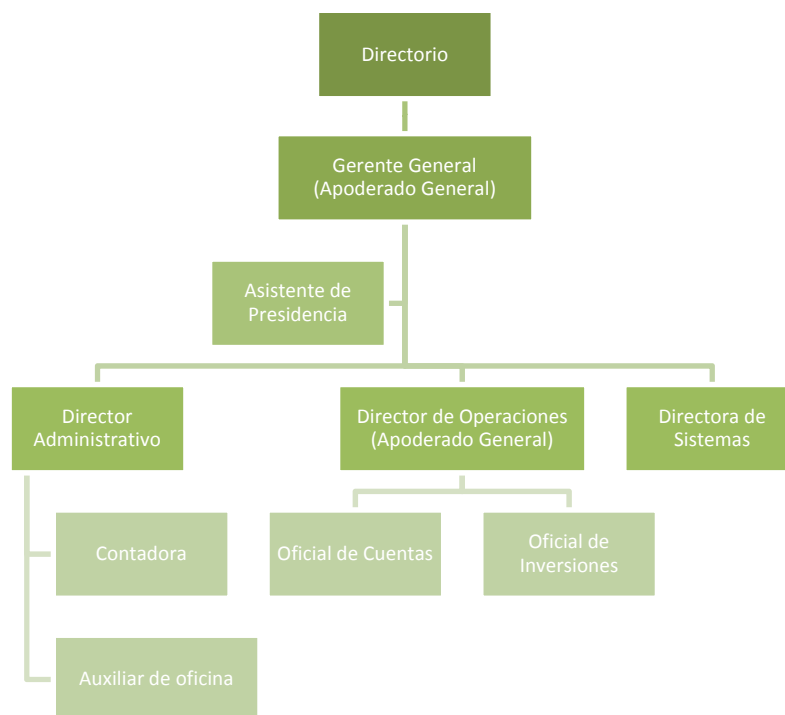 Directorio
Gerente General
(Apoderado General)
Asistente de
Presidencia
Director
Administrativo
Director de Operaciones
(Apoderado General)
Directora de
Sistemas
Contadora
Oficial de Cuentas
Oficial de
Inversiones
Auxiliar de oficina